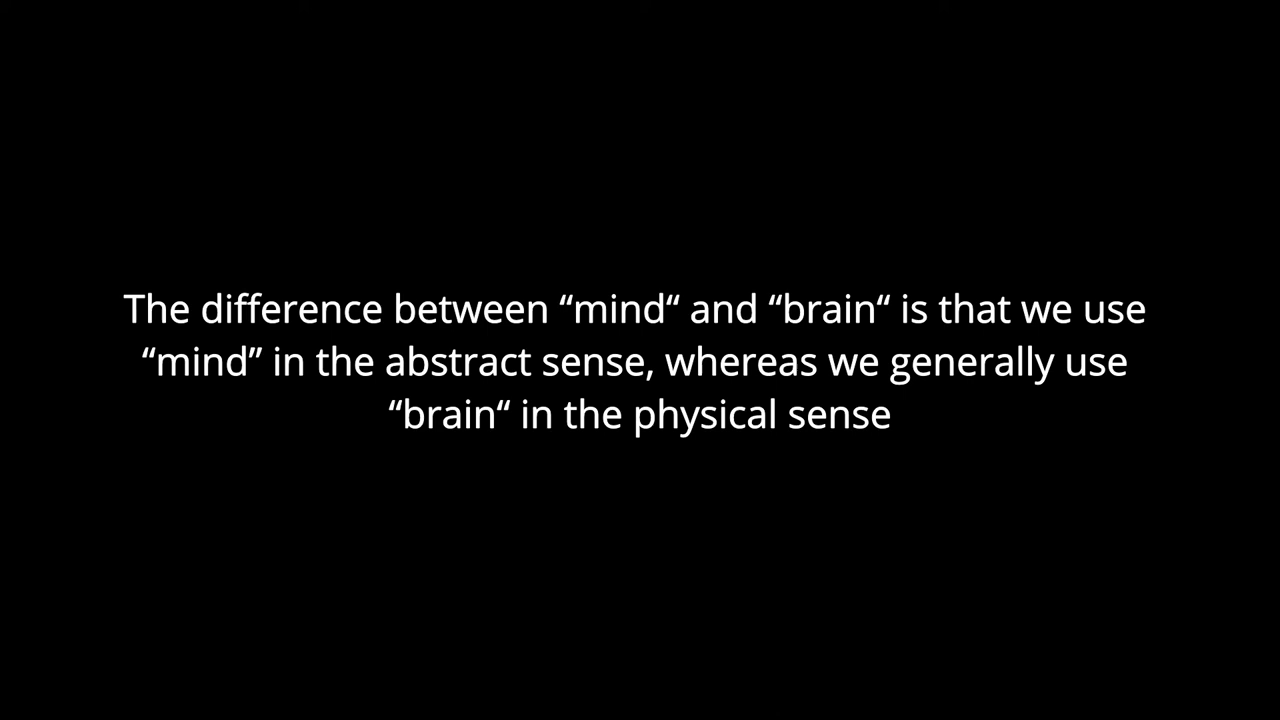 The difference between “mind“ and “brain“ is that we use
“mind” in the abstract sense, whereas we generally use
“brain“ in the physical sense